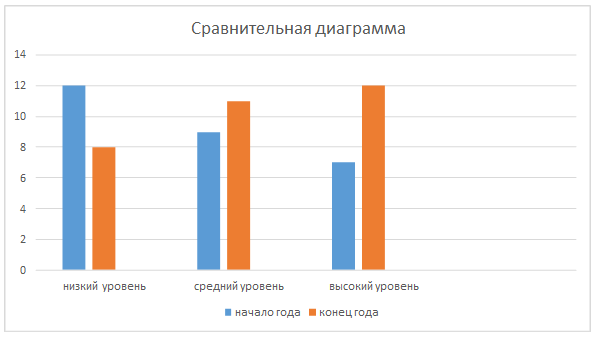 Сравнительная диаграмма
14
12
10
8
6
4
2
0
низкий уровень средний уровень высокий уровень
начало года конец года